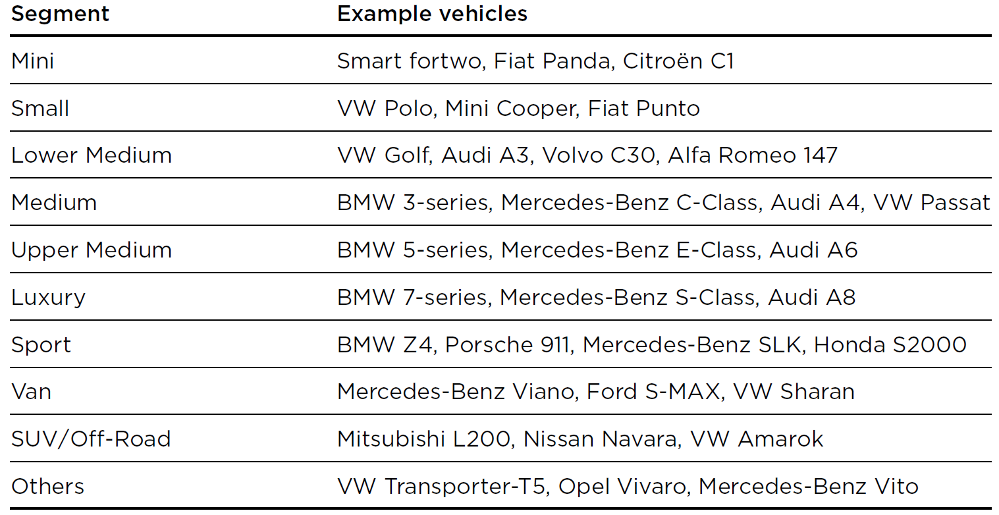 Segment Example vehicles
Mini Smart fortwo, Fiat Panda, Citroën C1
Small VW Polo, Mini Cooper, Fiat Punto
Lower Medium VW Golf, Audi A3, Volvo C30, Alfa Romeo 147
Medium BMW 3-series, Mercedes-Benz C-Class, Audi A4, VW Passat
Upper Medium BMW 5-series, Mercedes-Benz E-Class, Audi A6
Luxury BMW 7-series, Mercedes-Benz S-Class, Audi A8
Sport BMW Z4, Porsche 911, Mercedes-Benz SLK, Honda S2000
Van Mercedes-Benz Viano, Ford S-MAX, VW Sharan
SUV/Off-Road Mitsubishi L200, Nissan Navara, VW Amarok
Others VW Transporter-T5, Opel Vivaro, Mercedes-Benz Vito